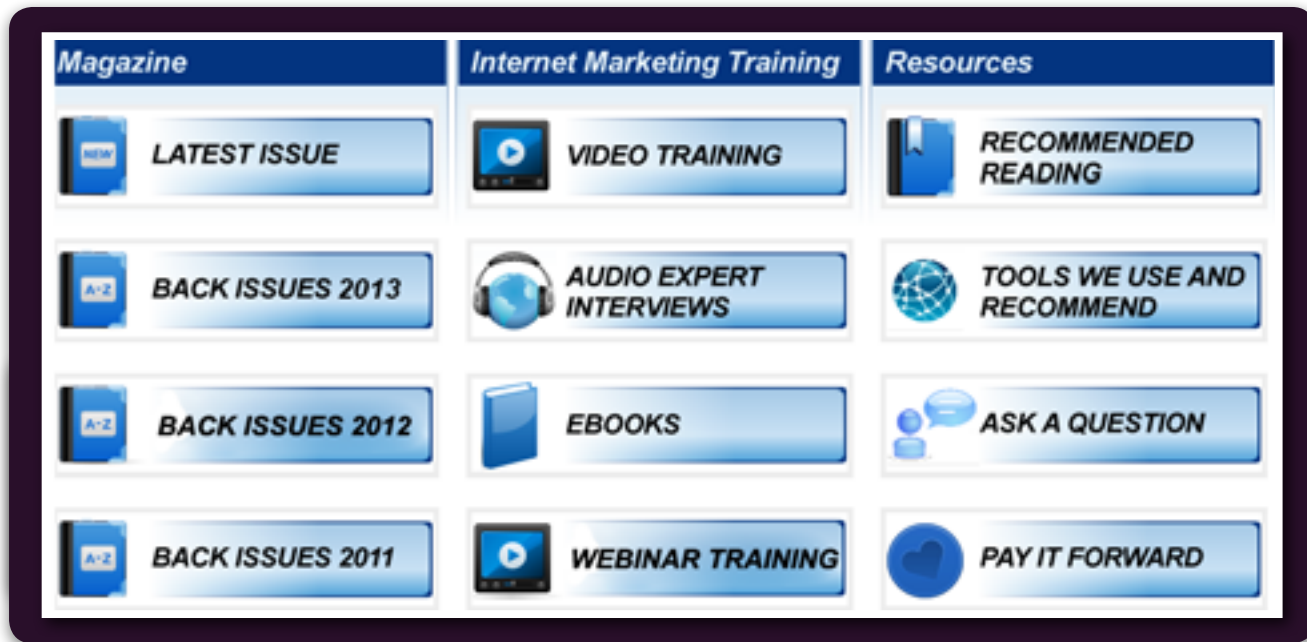 Magazine
NEW
LATEST ISSUE
A-Z
BACK ISSUES 2013
A-Z
BACK ISSUES 2012
A-Z
BACK ISSUES 2011
Internet Marketing Training
VIDEO TRAINING
AUDIO EXPERT
INTERVIEWS
EBOOKS
WEBINAR TRAINING
Resources
RECOMMENDED
READING
TOOLS WE USE AND
RECOMMEND
ASK A QUESTION
PAY IT FORWARD